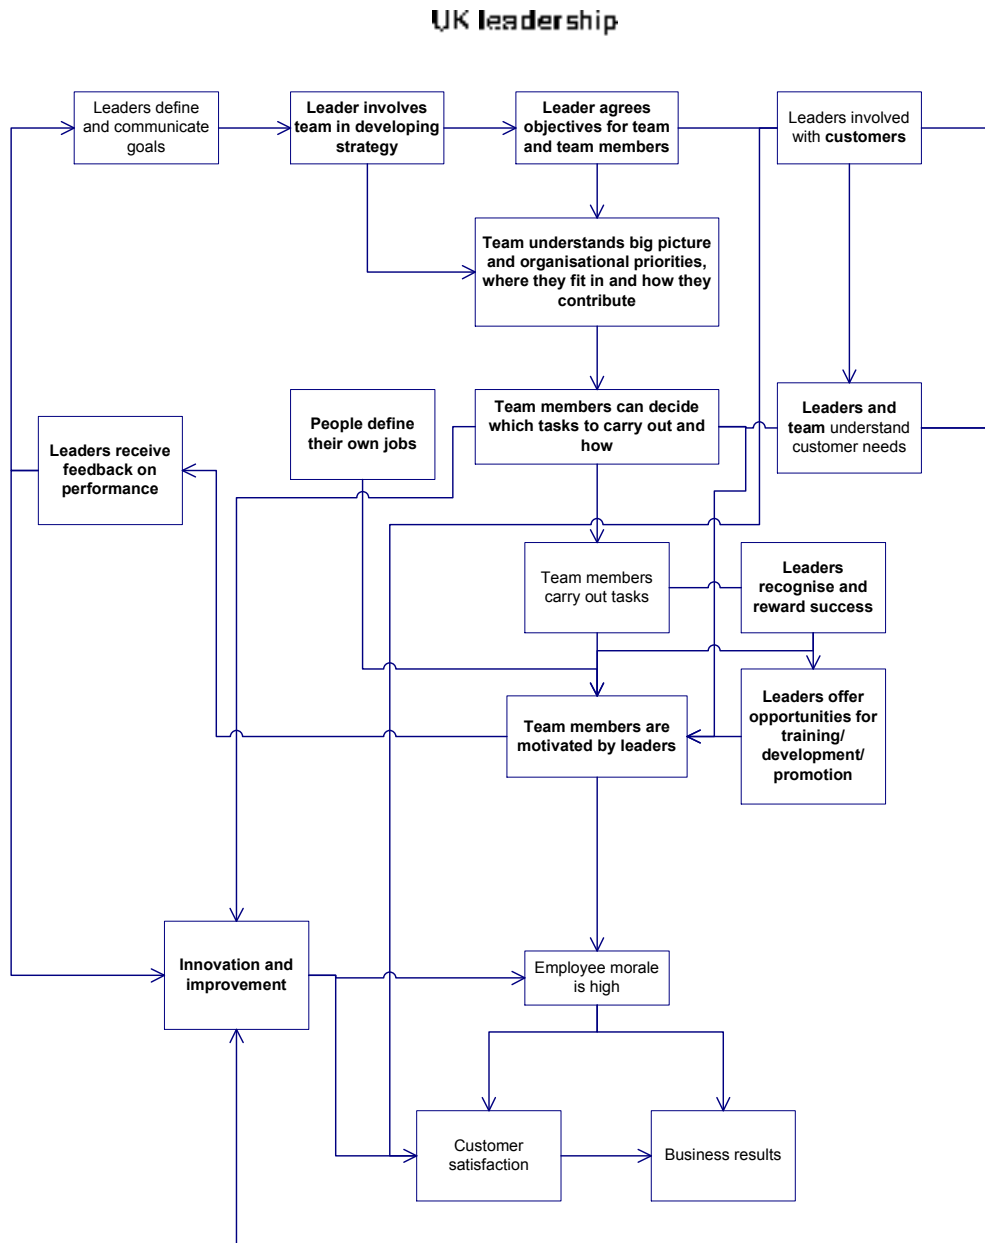 UK leadership
Leaders define
and communicate
goals
Leader involves
team in developing
strategy
Leader agrees
objectives for team
and team members
Leaders involved
with customers
Team understands big picture
and organisational priorities,
where they fit in and how they
contribute
People define
their own jobs
Team members can decide
which tasks to carry out and
how
Leaders and
team understand
customer needs
Leaders receive
feedback on
performance
Team members
carry out tasks
Leaders
recognise and
reward success
Team members are
motivated by leaders
Leaders offer
opportunities for
training/
development/
promotion
Innovation and
improvement
Employee morale
is high
Customer
satisfaction
Business results